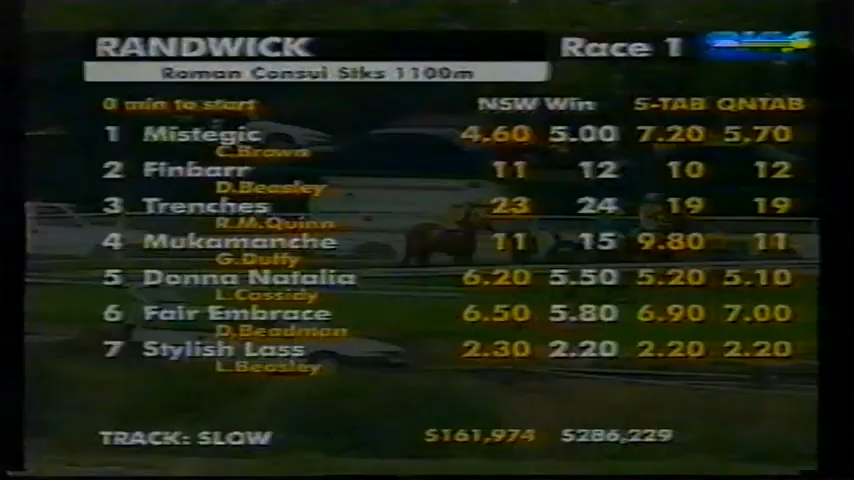 RANDWICK Race 1
Roman Consul Stks 1100m
0 min to start NSW Win S-TAB QNTAB
1 Mistegic 4.60 5.00 7.20 5.70
C.Brown
2 Finbarr 11 12 10 12
D.Beasley
3 Trenches 23 24 19 19
R.M.Quinn
4 Mukamanche 11 15 9.80 11
G.Duffy
5 Donna Natalia 6.20 5.50 5.20 5.10
L.Cassidy
6 Fair Embrace 6.50 5.80 6.90 7.00
D.Beadman
7 Stylish Lass 2.30 2.20 2.20 2.20
L.Beasley
TRACK: SLOW $161,974 $286,229